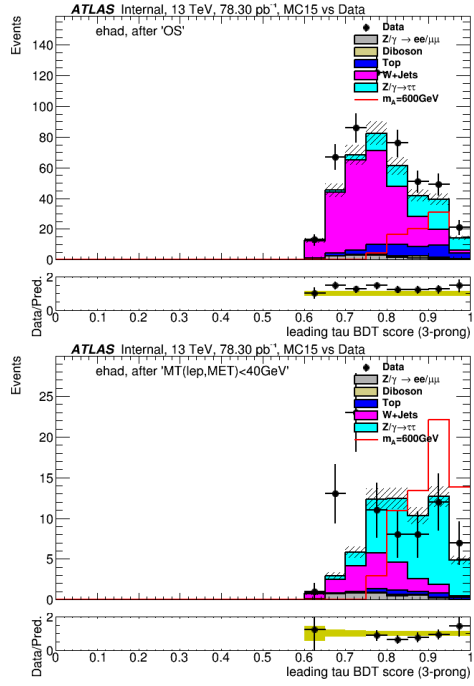 ATLAS Internal, 13 TeV, 78.30 pb⁻¹, MC15 vs Data
Events
ehad, after 'OS'
Data
Z/γ → ee/μμ
Diboson
Top
W+Jets
Z/γ→ττ
m_A=600GeV
140
120
100
80
60
40
20
0
Data/Pred.
2
0
0 0.1 0.2 0.3 0.4 0.5 0.6 0.7 0.8 0.9 1
leading tau BDT score (3-prong)
ATLAS Internal, 13 TeV, 78.30 pb⁻¹, MC15 vs Data
Events
ehad, after 'MT(lep,MET)<40GeV'
Data
Z/γ → ee/μμ
Diboson
Top
W+Jets
Z/γ→ττ
m_A=600GeV
25
20
15
10
5
0
Data/Pred.
2
0
0 0.1 0.2 0.3 0.4 0.5 0.6 0.7 0.8 0.9 1
leading tau BDT score (3-prong)